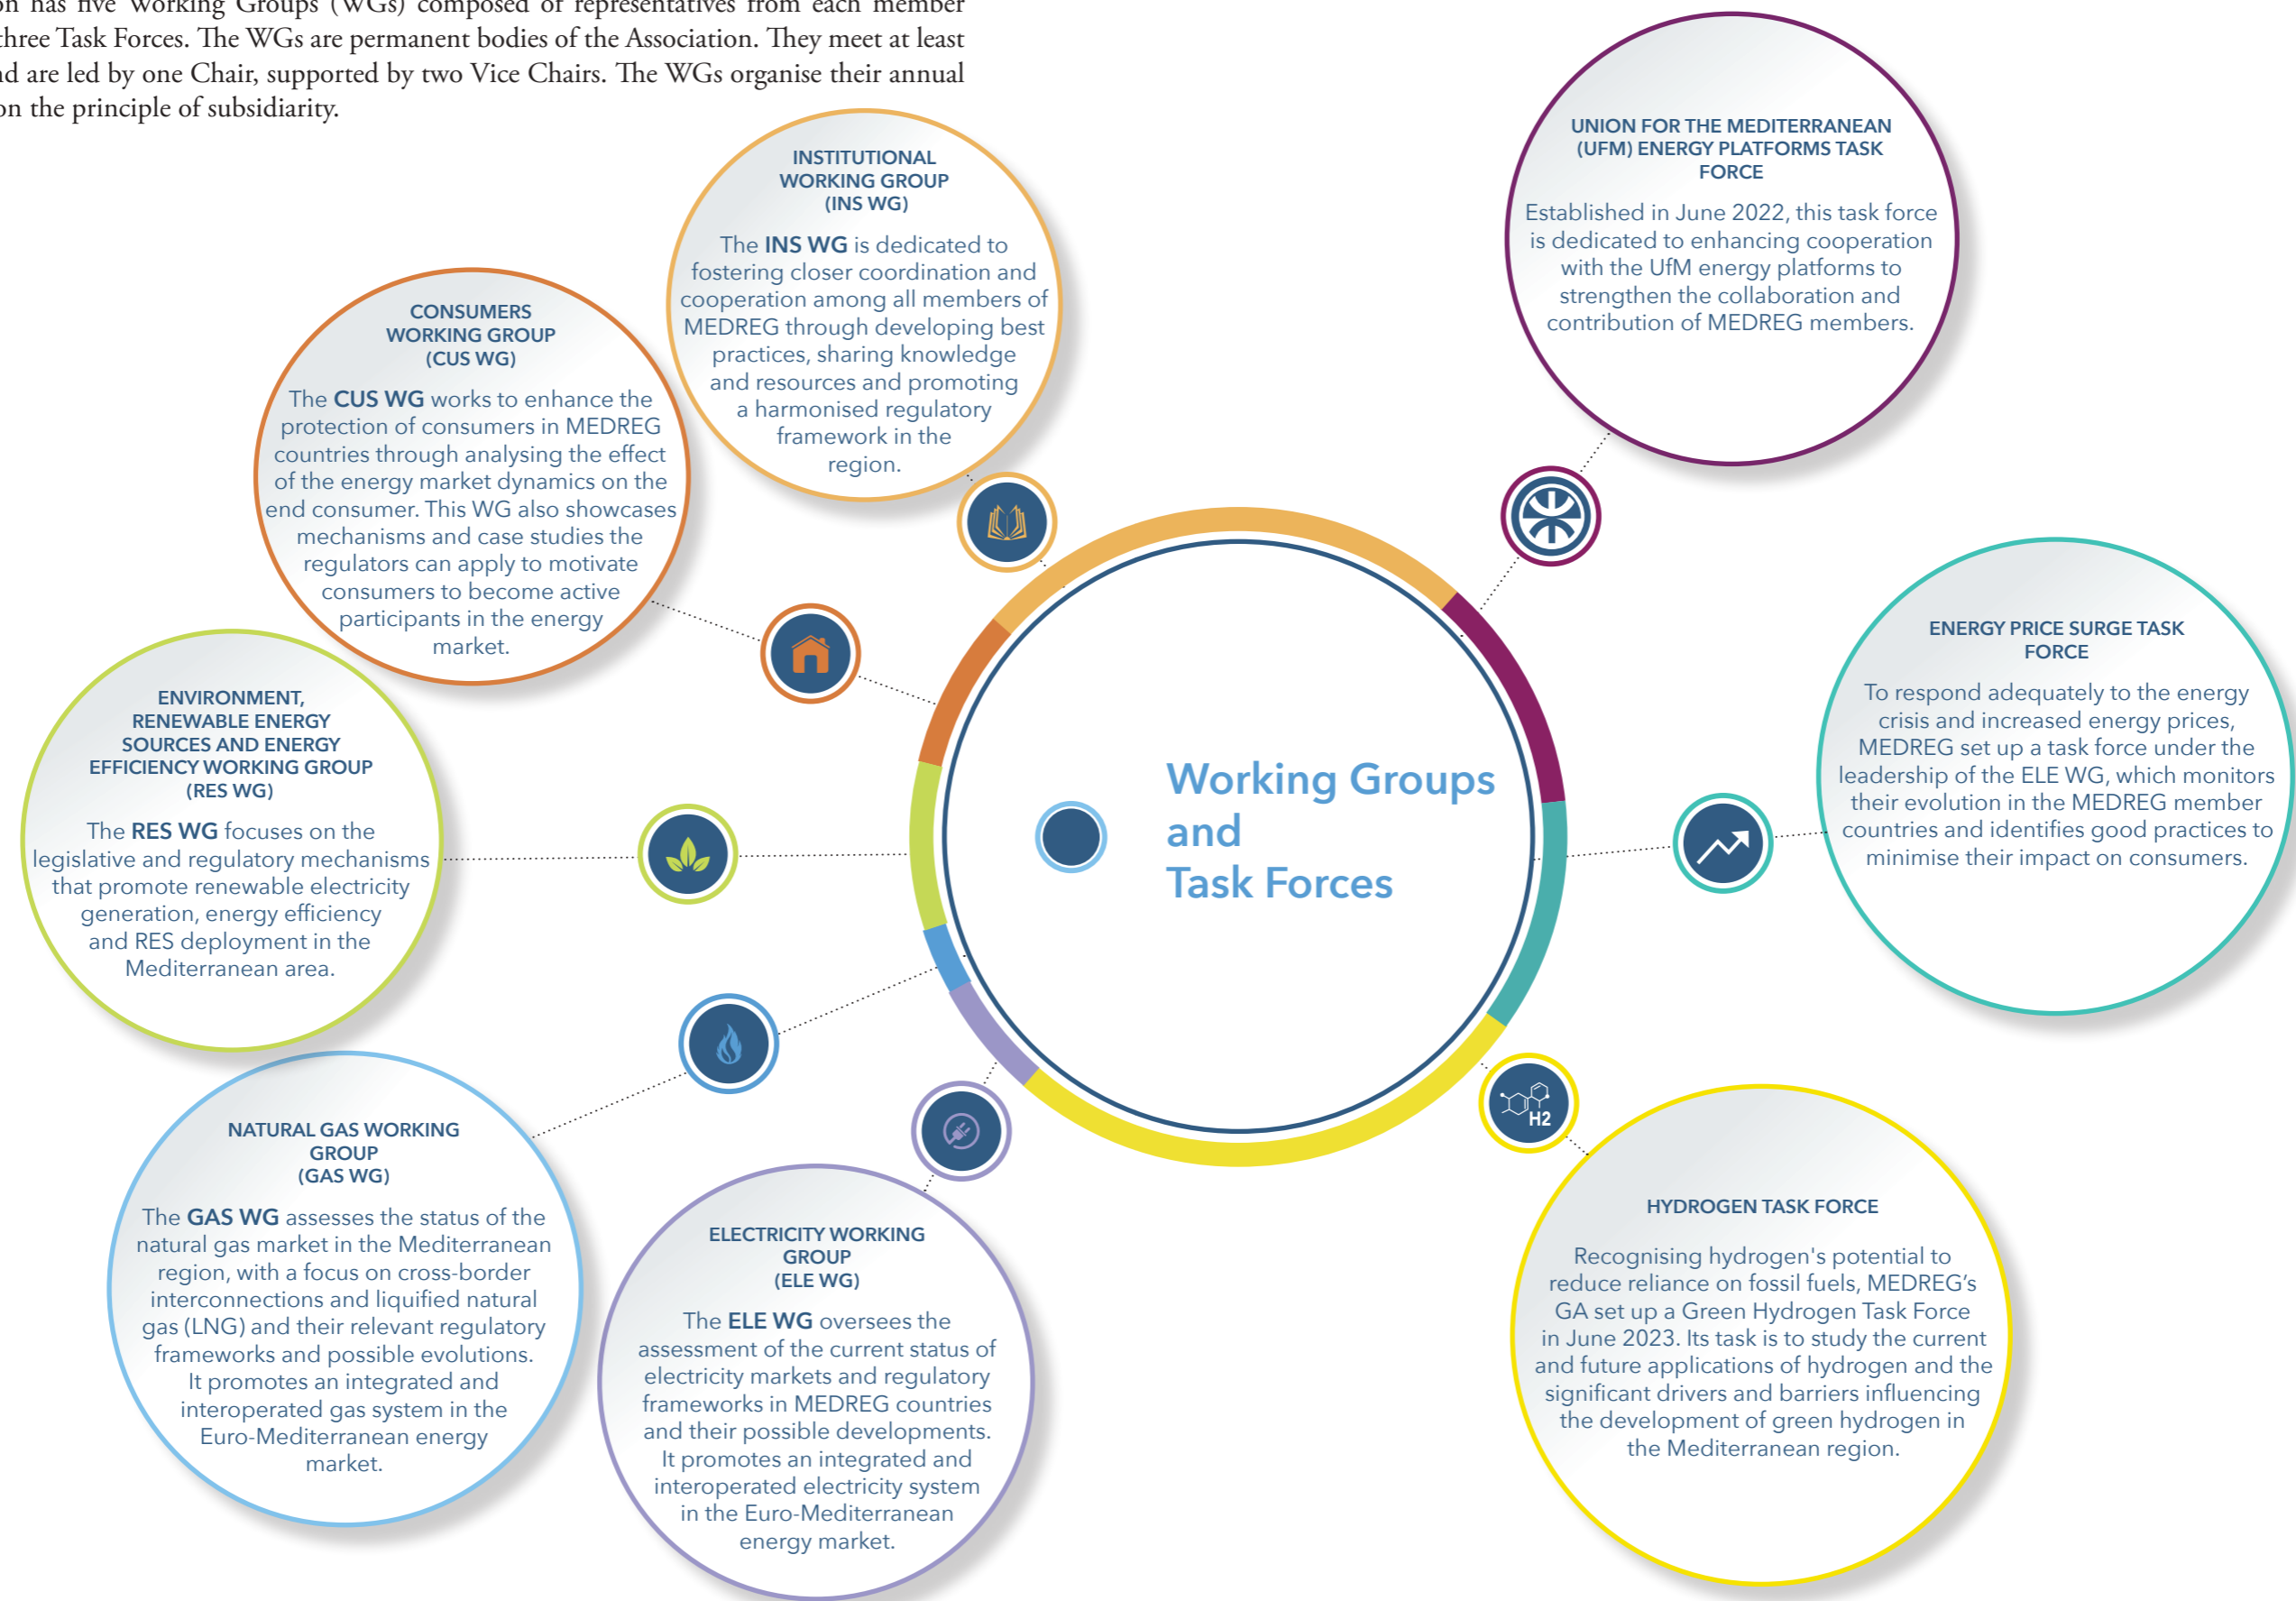 on has five Working Groups (WGs) composed of representatives from each member
three Task Forces. The WGs are permanent bodies of the Association. They meet at least
nd are led by one Chair, supported by two Vice Chairs. The WGs organise their annual
on the principle of subsidiarity.
INSTITUTIONAL
WORKING GROUP
(INS WG)
The INS WG is dedicated to
fostering closer coordination and
cooperation among all members of
MEDREG through developing best
practices, sharing knowledge
and resources and promoting
a harmonised regulatory
framework in the
region.
CONSUMERS
WORKING GROUP
(CUS WG)
The CUS WG works to enhance the
protection of consumers in MEDREG
countries through analysing the effect
of the energy market dynamics on the
end consumer. This WG also showcases
mechanisms and case studies the
regulators can apply to motivate
consumers to become active
participants in the energy
market.
ENVIRONMENT,
RENEWABLE ENERGY
SOURCES AND ENERGY
EFFICIENCY WORKING GROUP
(RES WG)
The RES WG focuses on the
legislative and regulatory mechanisms
that promote renewable electricity
generation, energy efficiency
and RES deployment in the
Mediterranean area.
NATURAL GAS WORKING
GROUP
(GAS WG)
The GAS WG assesses the status of the
natural gas market in the Mediterranean
region, with a focus on cross-border
interconnections and liquified natural
gas (LNG) and their relevant regulatory
frameworks and possible evolutions.
It promotes an integrated and
interoperated gas system in the
Euro-Mediterranean energy
market.
ELECTRICITY WORKING
GROUP
(ELE WG)
The ELE WG oversees the
assessment of the current status of
electricity markets and regulatory
frameworks in MEDREG countries
and their possible developments.
It promotes an integrated and
interoperated electricity system
in the Euro-Mediterranean
energy market.
Working Groups
and
Task Forces
UNION FOR THE MEDITERRANEAN
(UFM) ENERGY PLATFORMS TASK
FORCE
Established in June 2022, this task force
is dedicated to enhancing cooperation
with the UfM energy platforms to
strengthen the collaboration and
contribution of MEDREG members.
ENERGY PRICE SURGE TASK
FORCE
To respond adequately to the energy
crisis and increased energy prices,
MEDREG set up a task force under the
leadership of the ELE WG, which monitors
their evolution in the MEDREG member
countries and identifies good practices to
minimise their impact on consumers.
H2
HYDROGEN TASK FORCE
Recognising hydrogen's potential to
reduce reliance on fossil fuels, MEDREG’s
GA set up a Green Hydrogen Task Force
in June 2023. Its task is to study the current
and future applications of hydrogen and the
significant drivers and barriers influencing
the development of green hydrogen in
the Mediterranean region.